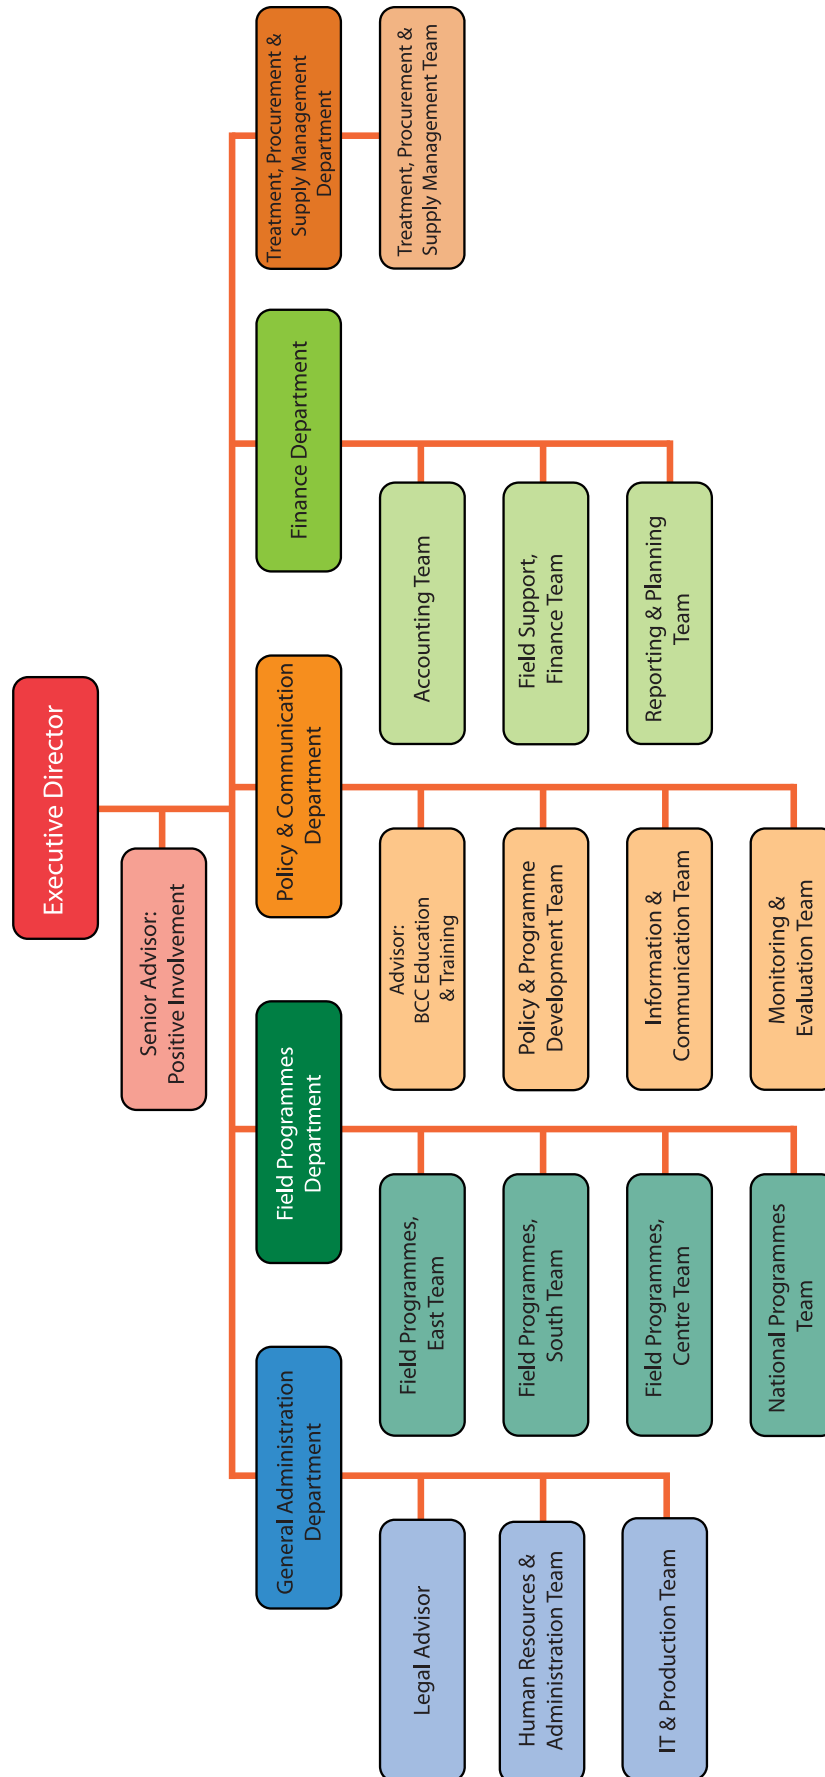 Executive Director
Senior Advisor:
Positive Involvement
General Administration
Department
Field Programmes
Department
Policy & Communication
Department
Finance Department
Treatment, Procurement &
Supply Management
Department
Legal Advisor
Human Resources &
Administration Team
IT & Production Team
Field Programmes,
East Team
Field Programmes,
South Team
Field Programmes,
Centre Team
National Programmes
Team
Advisor:
BCC Education
& Training
Policy & Programme
Development Team
Information &
Communication Team
Monitoring &
Evaluation Team
Accounting Team
Field Support,
Finance Team
Reporting & Planning
Team
Treatment, Procurement &
Supply Management Team